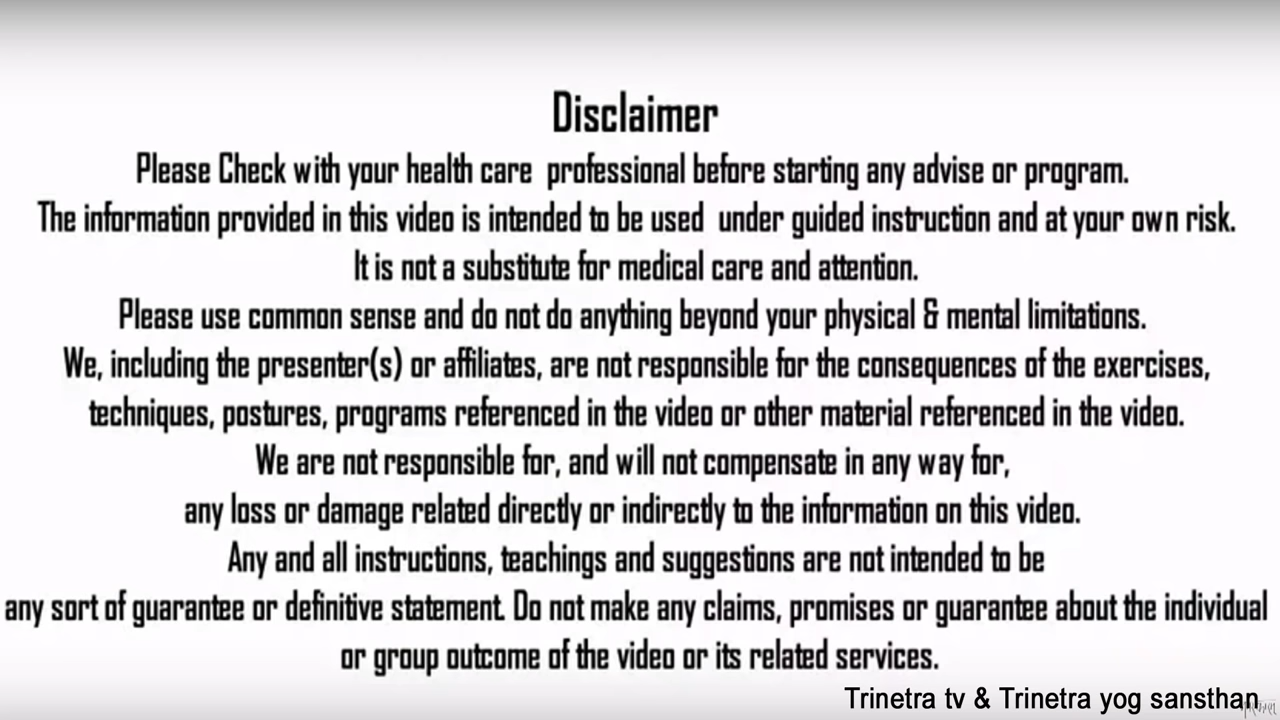 Disclaimer
Please Check with your health care professional before starting any advise or program.
The information provided in this video is intended to be used under guided instruction and at your own risk.
It is not a substitute for medical care and attention.
Please use common sense and do not do anything beyond your physical & mental limitations.
We, including the presenter(s) or affiliates, are not responsible for the consequences of the exercises,
techniques, postures, programs referenced in the video or other material referenced in the video.
We are not responsible for, and will not compensate in any way for,
any loss or damage related directly or indirectly to the information on this video.
Any and all instructions, teachings and suggestions are not intended to be
any sort of guarantee or definitive statement. Do not make any claims, promises or guarantee about the individual
or group outcome of the video or its related services.
Trinetra tv & Trinetra yog sansthan